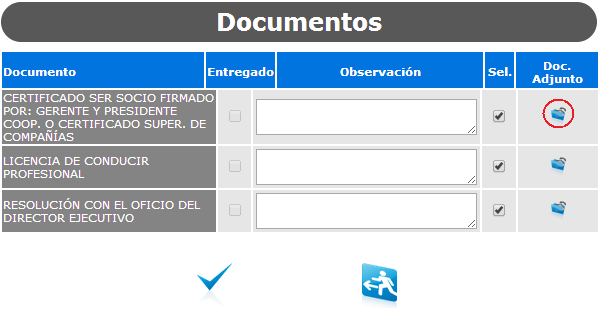 Documentos
Documento Entregado Observación Sel. Doc.
Adjunto
CERTIFICADO SER SOCIO FIRMADO
POR: GERENTE Y PRESIDENTE
COOP. O CERTIFICADO SUPER. DE
COMPAÑÍAS
LICENCIA DE CONDUCIR
PROFESIONAL
RESOLUCIÓN CON EL OFICIO DEL
DIRECTOR EJECUTIVO